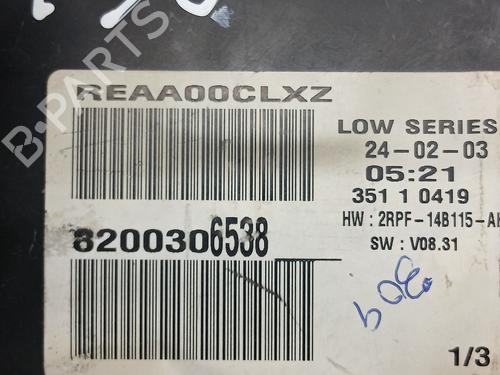 REAA00CLXZ
8200306538
LOW SERIES
24-02-03
05:21
351 1 0419
HW : 2RPF-14B115-A
SW : V08.31
1/3
B-PARTS